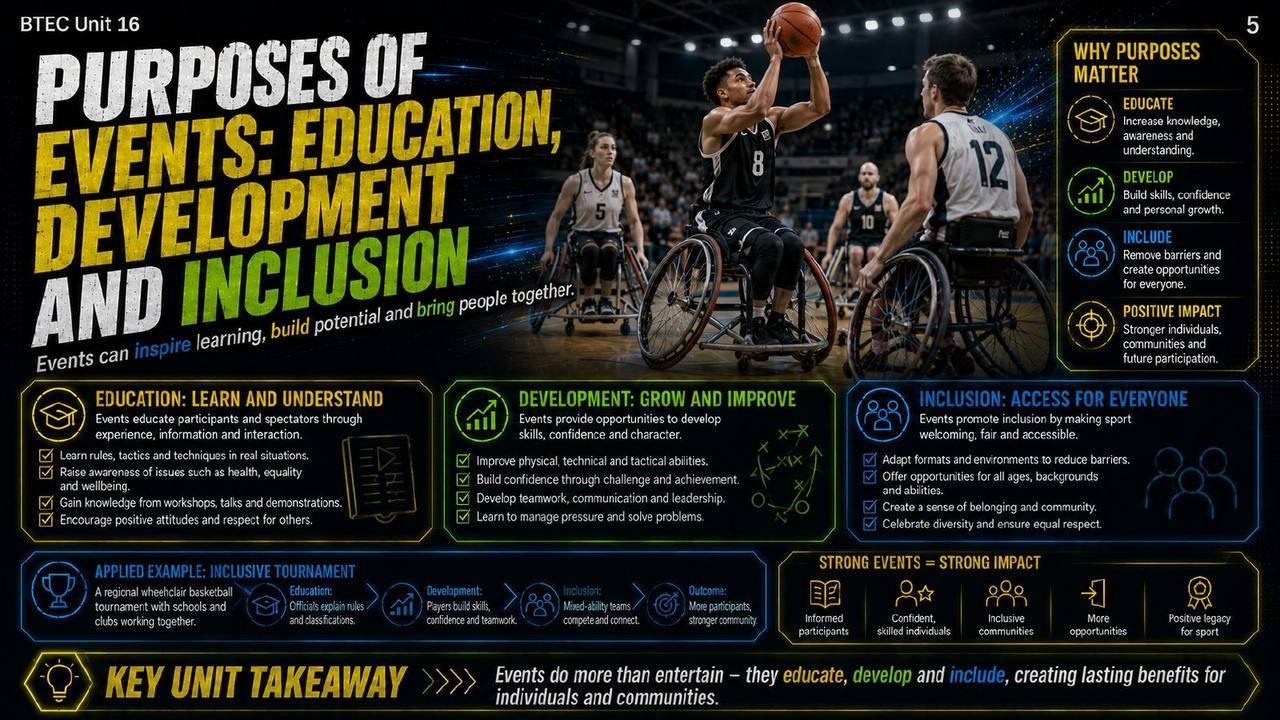 BTEC Unit 16
5
PURPOSES OF
EVENTS: EDUCATION,
DEVELOPMENT
AND INCLUSION
Events can inspire learning, build potential and bring people together.
5
8
10
12
WHY PURPOSES
MATTER
EDUCATE
Increase knowledge,
awareness and
understanding.
DEVELOP
Build skills, confidence
and personal growth.
INCLUDE
Remove barriers and
create opportunities
for everyone.
POSITIVE IMPACT
Stronger individuals,
communities and
future participation.
EDUCATION: LEARN AND UNDERSTAND
Events educate participants and spectators through
experience, information and interaction.
Learn rules, tactics and techniques in real situations.
Raise awareness of issues such as health, equality
and wellbeing.
Gain knowledge from workshops, talks and demonstrations.
Encourage positive attitudes and respect for others.
DEVELOPMENT: GROW AND IMPROVE
Events provide opportunities to develop
skills, confidence and character.
Improve physical, technical and tactical abilities.
Build confidence through challenge and achievement.
Develop teamwork, communication and leadership.
Learn to manage pressure and solve problems.
INCLUSION: ACCESS FOR EVERYONE
Events promote inclusion by making sport
welcoming, fair and accessible.
Adapt formats and environments to reduce barriers.
Offer opportunities for all ages, backgrounds
and abilities.
Create a sense of belonging and community.
Celebrate diversity and ensure equal respect.
APPLIED EXAMPLE: INCLUSIVE TOURNAMENT
A regional wheelchair basketball
tournament with schools and
clubs working together.
Education:
Officials explain rules
and classifications.
Development:
Players build skills,
confidence and teamwork.
Inclusion:
Mixed-ability teams
compete and connect.
Outcome:
More participants,
stronger community.
STRONG EVENTS = STRONG IMPACT
Informed
participants
Confident,
skilled individuals
Inclusive
communities
More
opportunities
Positive legacy
for sport
KEY UNIT TAKEAWAY
Events do more than entertain – they educate, develop and include, creating lasting benefits for
individuals and communities.